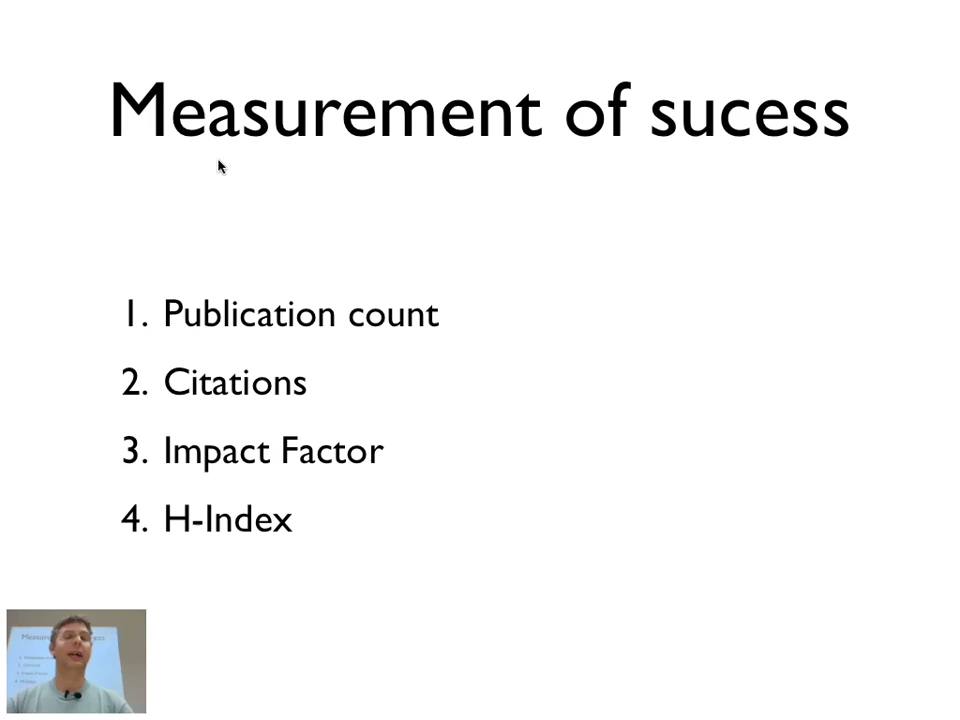 Measurement of sucess
1. Publication count
2. Citations
3. Impact Factor
4. H-Index